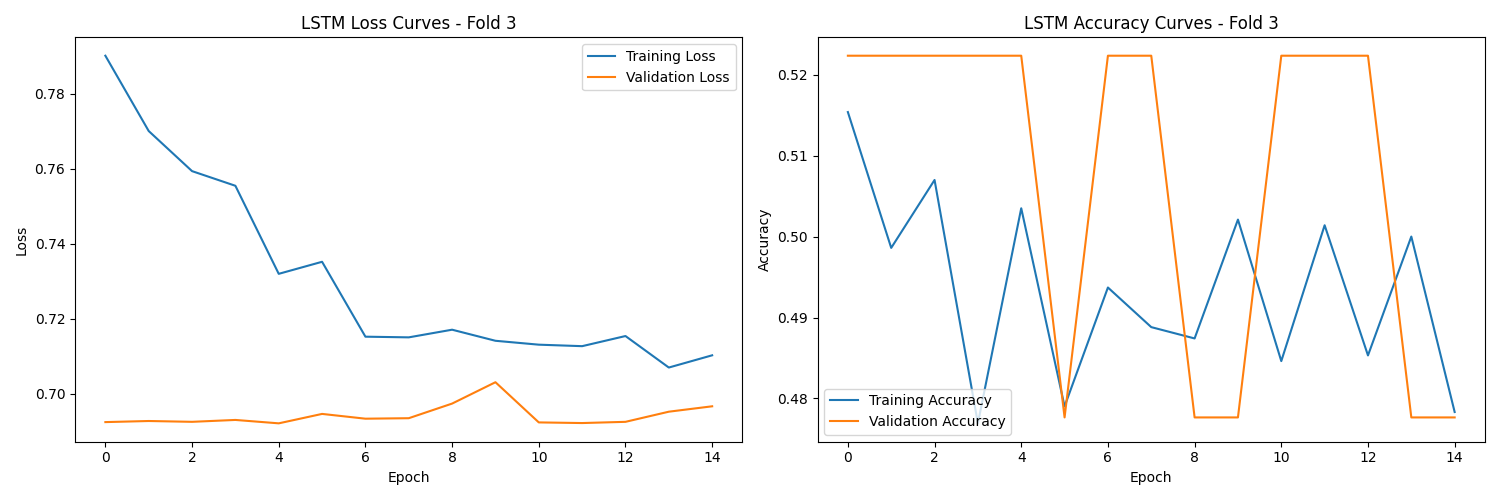 LSTM Loss Curves - Fold 3
Training Loss
Validation Loss
0.78
0.76
0.74
0.72
0.70
Loss
0 2 4 6 8 10 12 14
Epoch
LSTM Accuracy Curves - Fold 3
0.52
0.51
0.50
0.49
0.48
Accuracy
Training Accuracy
Validation Accuracy
0 2 4 6 8 10 12 14
Epoch